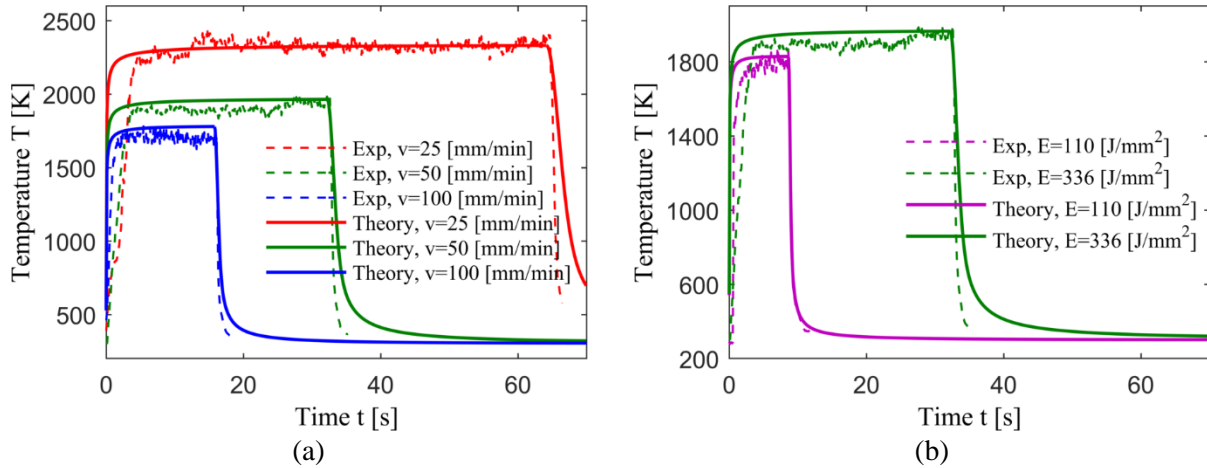 2500
2000
1500
1000
500
Temperature T [K]
Exp, v=25 [mm/min]
Exp, v=50 [mm/min]
Exp, v=100 [mm/min]
Theory, v=25 [mm/min]
Theory, v=50 [mm/min]
Theory, v=100 [mm/min]
0 20 40 60
Time t [s]
(a)
1800
1400
1000
600
200
Temperature T [K]
Exp, E=110 [J/mm²]
Exp, E=336 [J/mm²]
Theory, E=110 [J/mm²]
Theory, E=336 [J/mm²]
0 20 40 60
Time t [s]
(b)